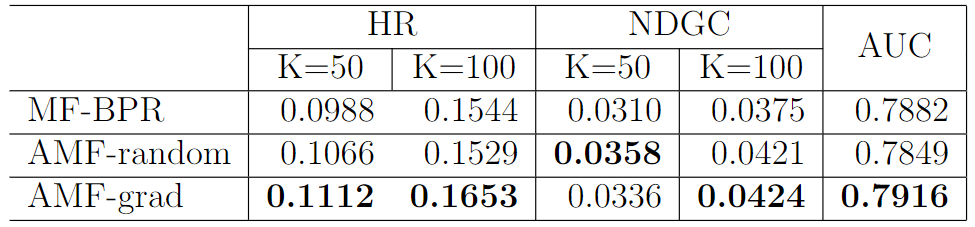 HR NDGC AUC
K=50 K=100 K=50 K=100
MF-BPR 0.0988 0.1544 0.0310 0.0375 0.7882
AMF-random 0.1066 0.1529 0.0358 0.0421 0.7849
AMF-grad 0.1112 0.1653 0.0336 0.0424 0.7916